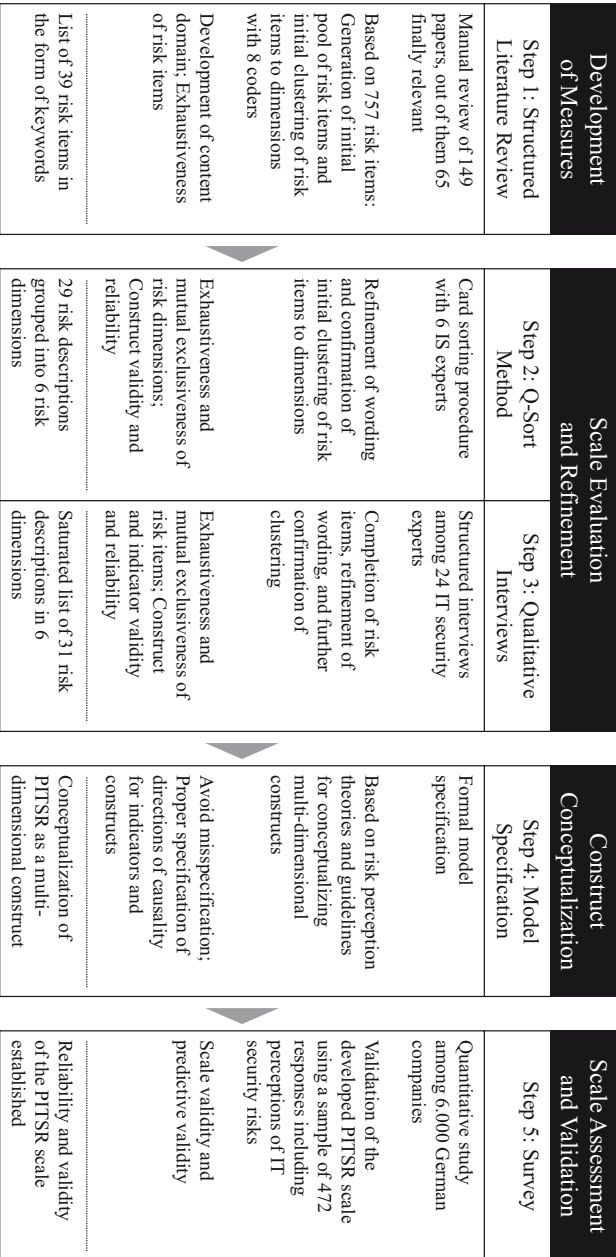 Development
of Measures
Step 1: Structured
Literature Review
Manual review of 149
papers, out of them 65
finally relevant
Based on 757 risk items:
Generation of initial
pool of risk items and
initial clustering of risk
items to dimensions
with 8 coders
Development of content
domain; Exhaustiveness
of risk items
List of 39 risk items in
the form of keywords
Scale Evaluation
and Refinement
Step 2: Q-Sort
Method
Card sorting procedure
with 6 IS experts
Refinement of wording
and confirmation of
initial clustering of risk
items to dimensions
Exhaustiveness and
mutual exclusiveness of
risk dimensions;
Construct validity and
reliability
29 risk descriptions
grouped into 6 risk
dimensions
Step 3: Qualitative
Interviews
Structured interviews
among 24 IT security
experts
Completion of risk
items, refinement of
wording, and further
confirmation of
clustering
Exhaustiveness and
mutual exclusiveness of
risk items; Construct
and indicator validity
and reliability
Saturated list of 31 risk
descriptions in 6
dimensions
Construct
Conceptualization
Step 4: Model
Specification
Formal model
specification
Based on risk perception
theories and guidelines
for conceptualizing
multi-dimensional
constructs
Avoid misspecification;
Proper specification of
directions of causality
for indicators and
constructs
Conceptualization of
PITSR as a multi-
dimensional construct
Scale Assessment
and Validation
Step 5: Survey
Quantitative study
among 6.000 German
companies
Validation of the
developed PITSR scale
using a sample of 472
responses including
perceptions of IT
security risks
Scale validity and
predictive validity
Reliability and validity
of the PITSR scale
established